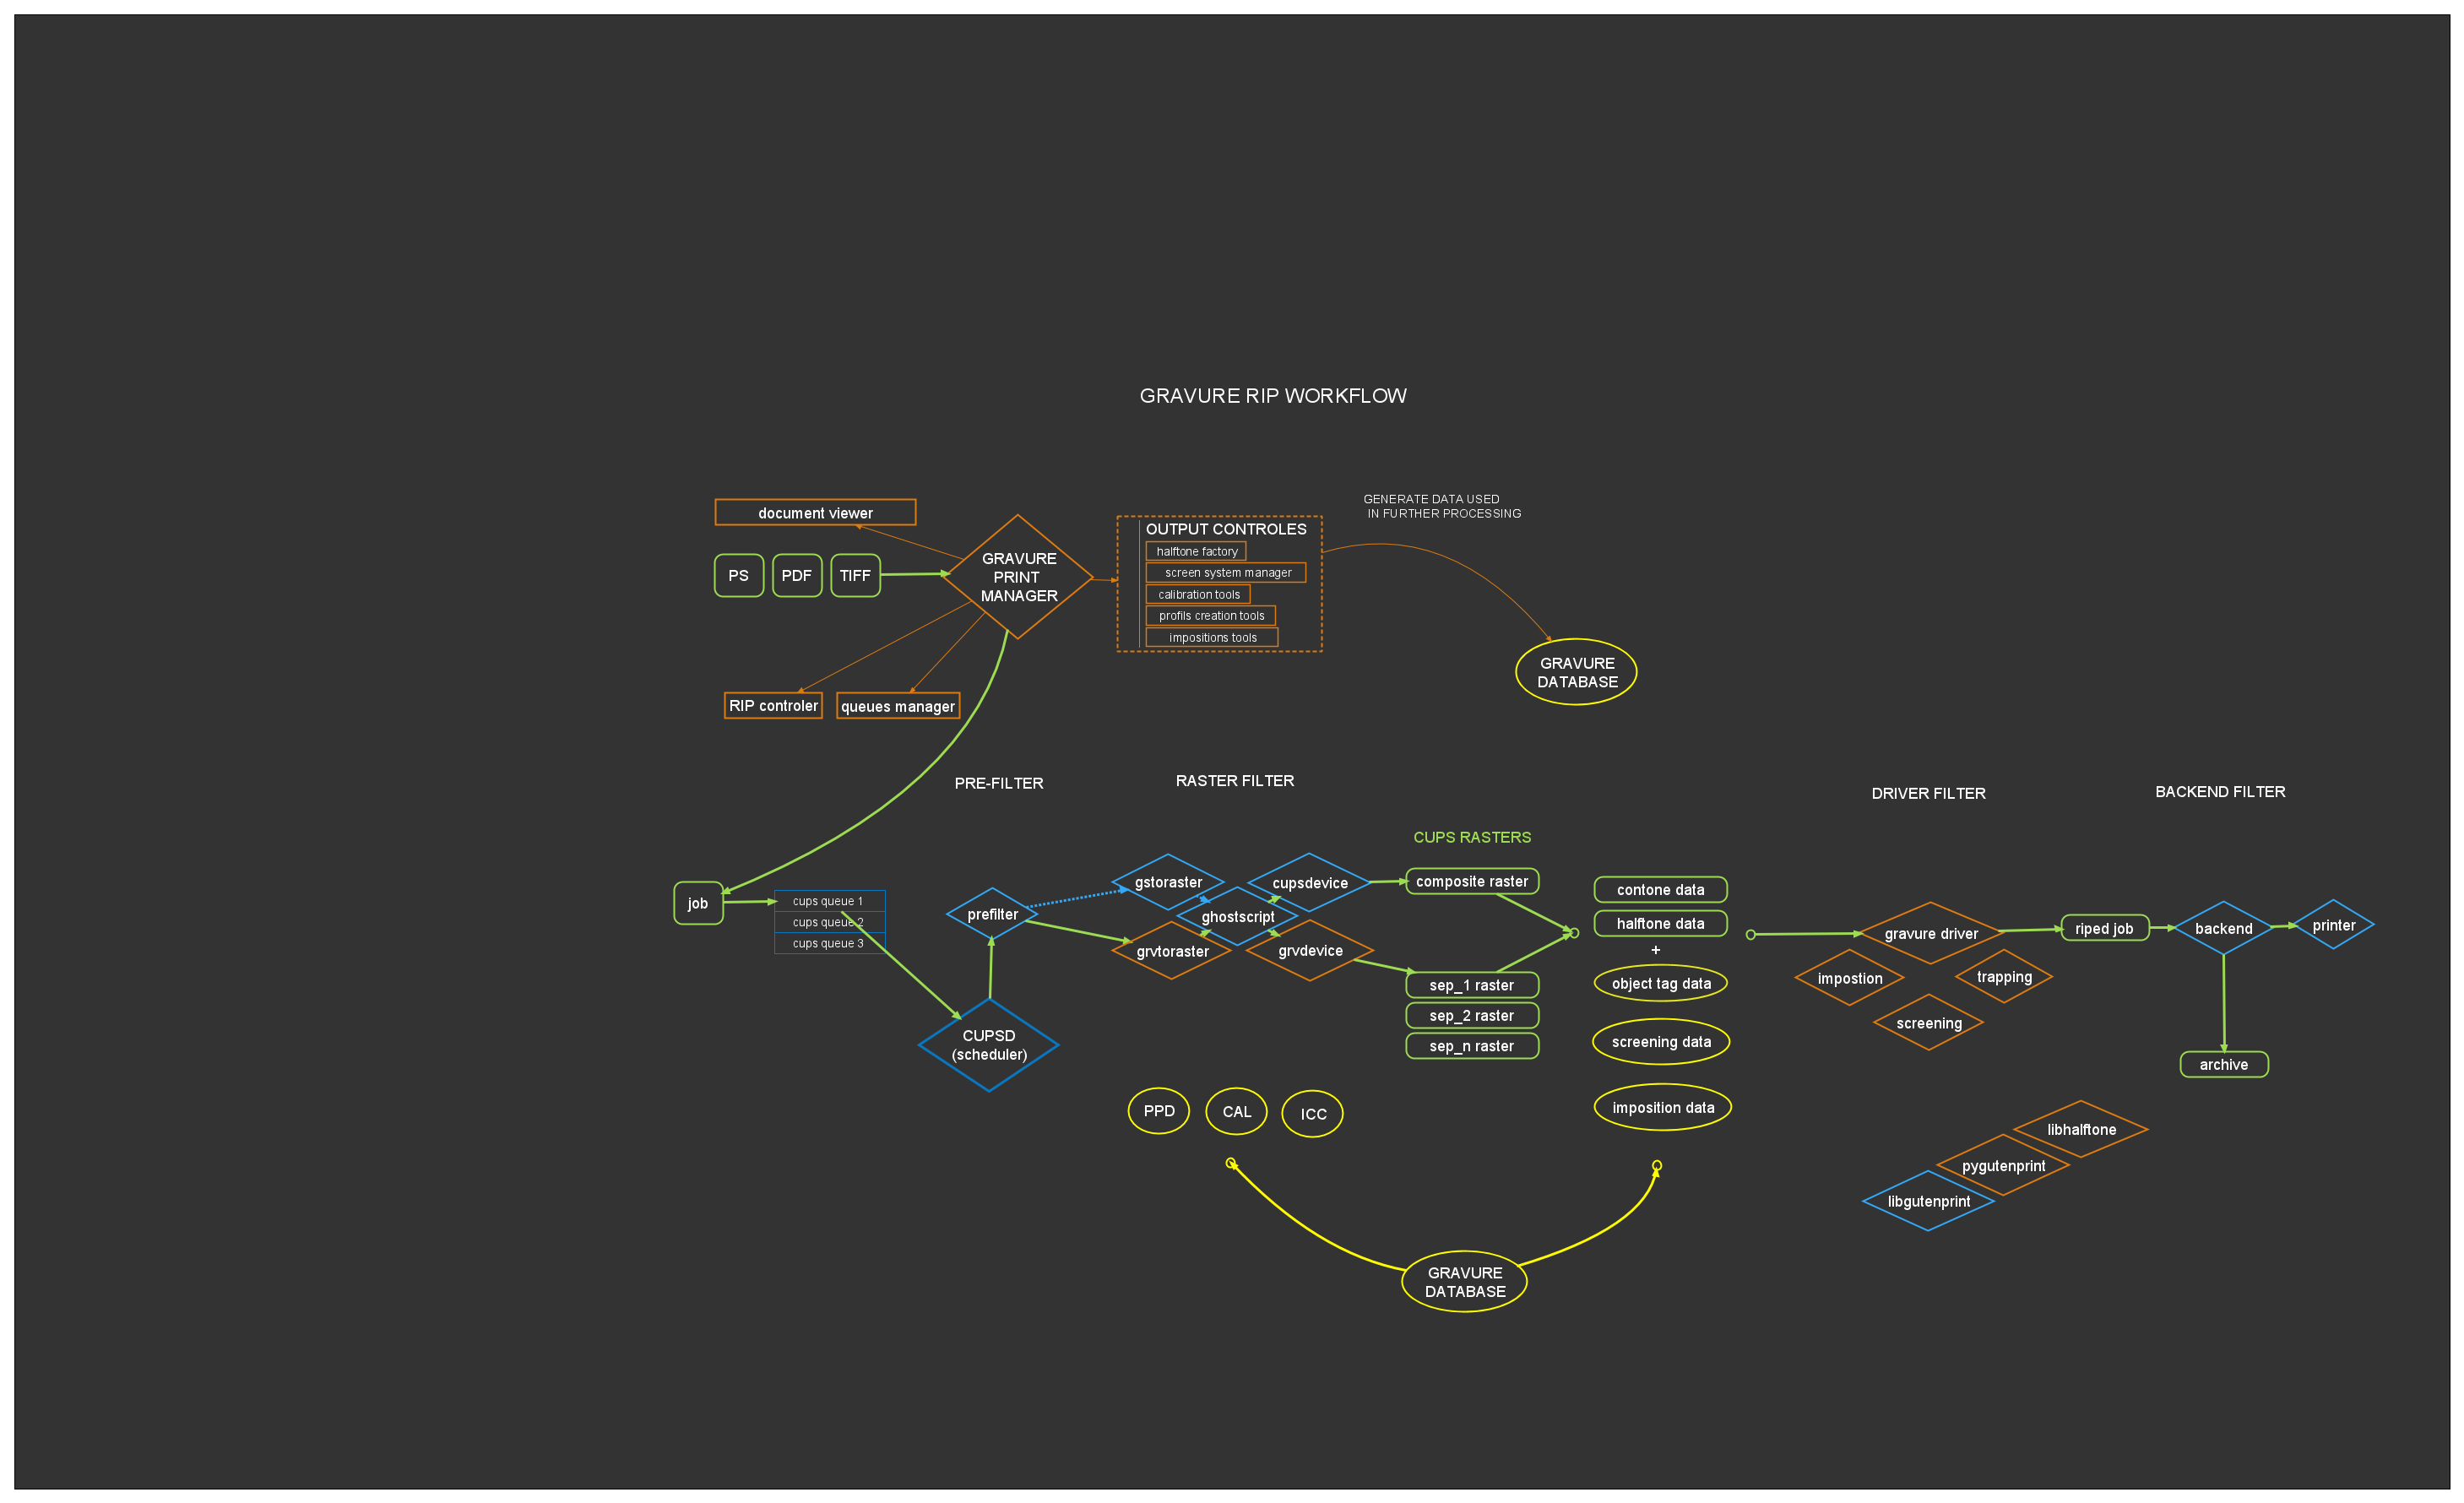 GRAVURE RIP WORKFLOW
document viewer
PS
PDF
TIFF
GRAVURE
PRINT
MANAGER
OUTPUT CONTROLES
halftone factory
screen system manager
calibration tools
profils creation tools
impositions tools
GENERATE DATA USED
IN FURTHER PROCESSING
GRAVURE
DATABASE
RIP controler
queues manager
PRE-FILTER
RASTER FILTER
DRIVER FILTER
BACKEND FILTER
CUPS RASTERS
job
cups queue 1
cups queue 2
cups queue 3
prefilter
CUPSD
(scheduler)
gstoraster
grvtoraster
ghostscript
cupsdevice
grvdevice
composite raster
sep_1 raster
sep_2 raster
sep_n raster
contone data
halftone data
+
object tag data
screening data
imposition data
gravure driver
impostion
trapping
screening
riped job
backend
printer
archive
PPD
CAL
ICC
libhalftone
pygutenprint
libgutenprint
GRAVURE
DATABASE